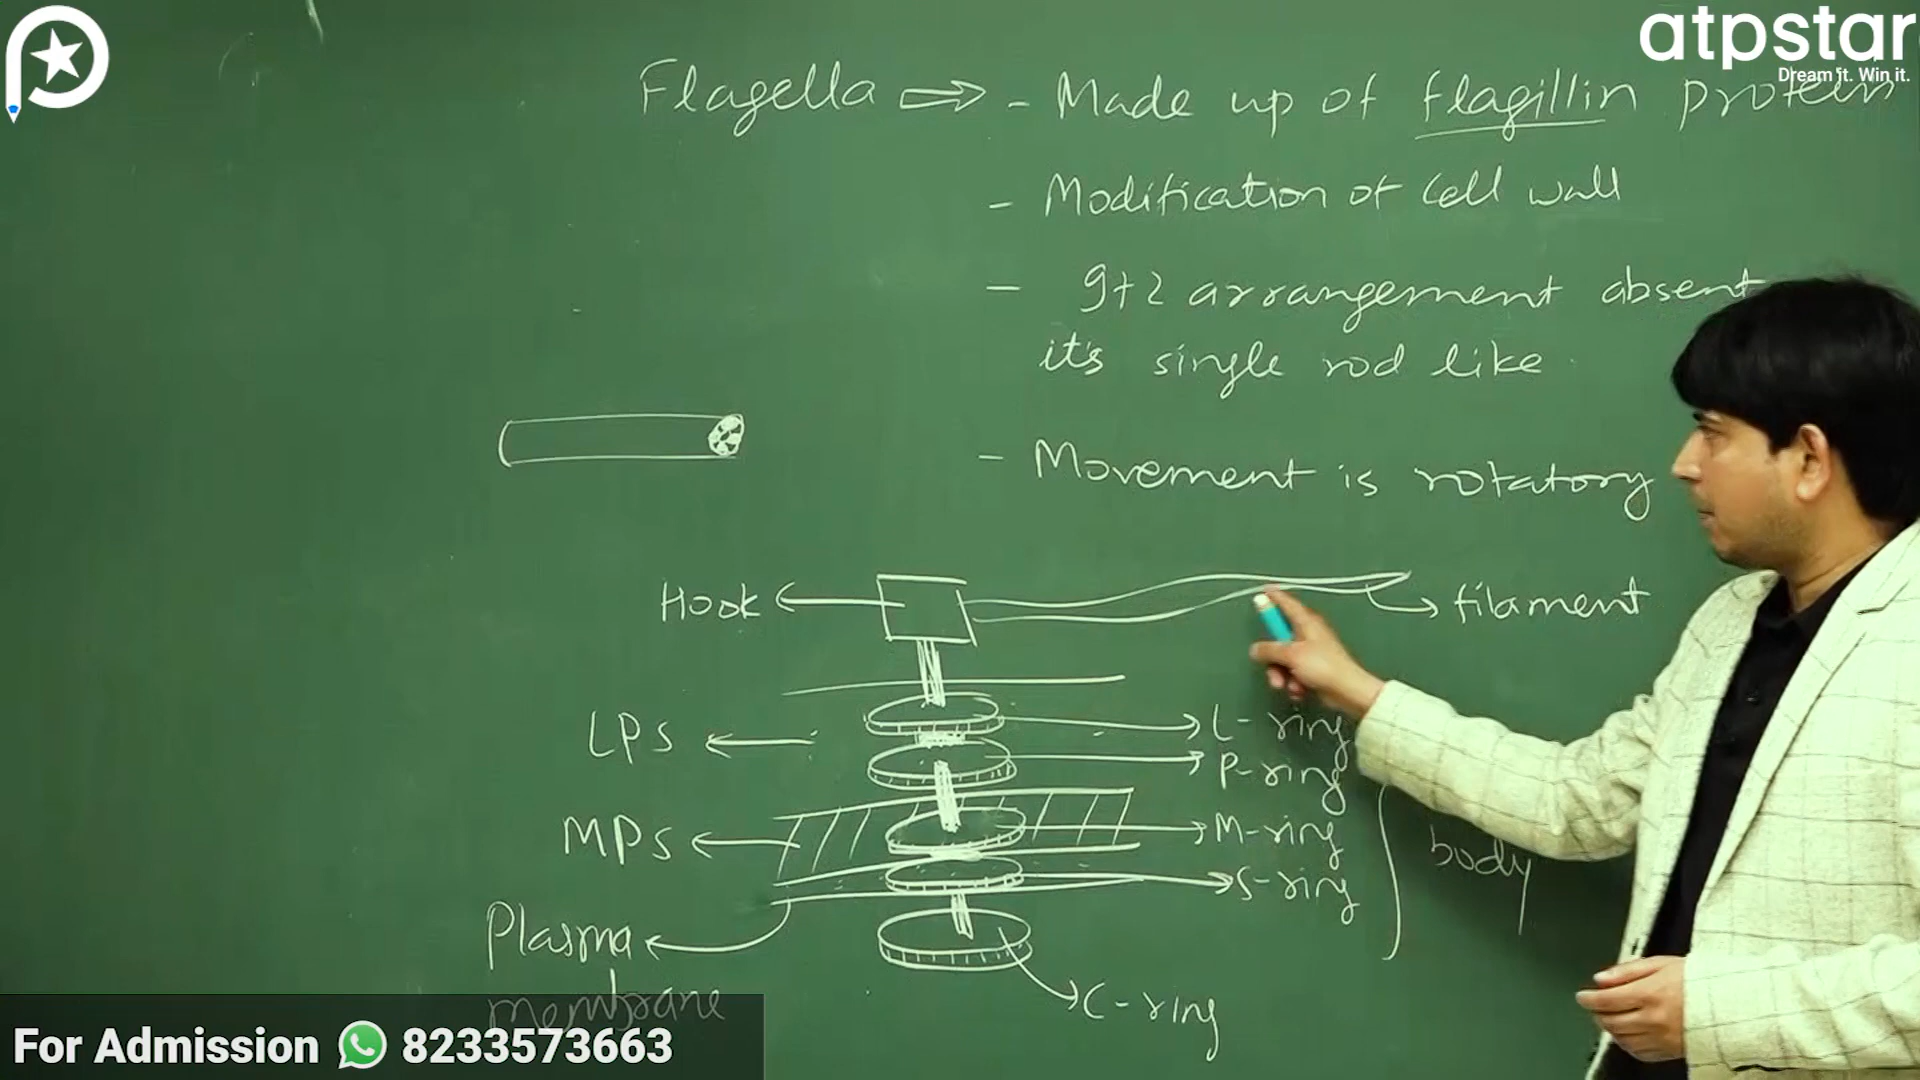 atpstar
Dream it. Win it.
Flagella ⇒ - Made up of flagillin protein
- Modification of Cell wall
- 9+2 arrangement absent
it's single rod like
- Movement is rotatory
Hook
filament
LPs
L-ring
P-ring
MPs
M-ring
body
S-ring
Plasma
membrane
C-ring
For Admission 8233573663